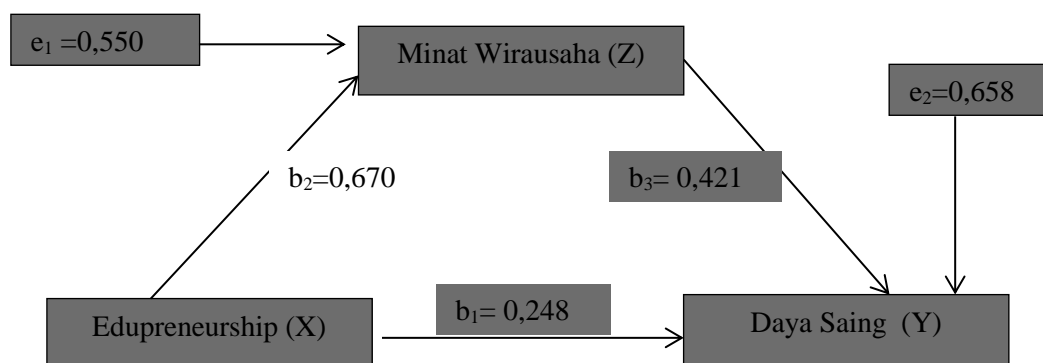 e₁ =0,550
Minat Wirausaha (Z)
e₂=0,658
b₂=0,670
b₃= 0,421
b₁= 0,248
Edupreneurship (X)
Daya Saing (Y)